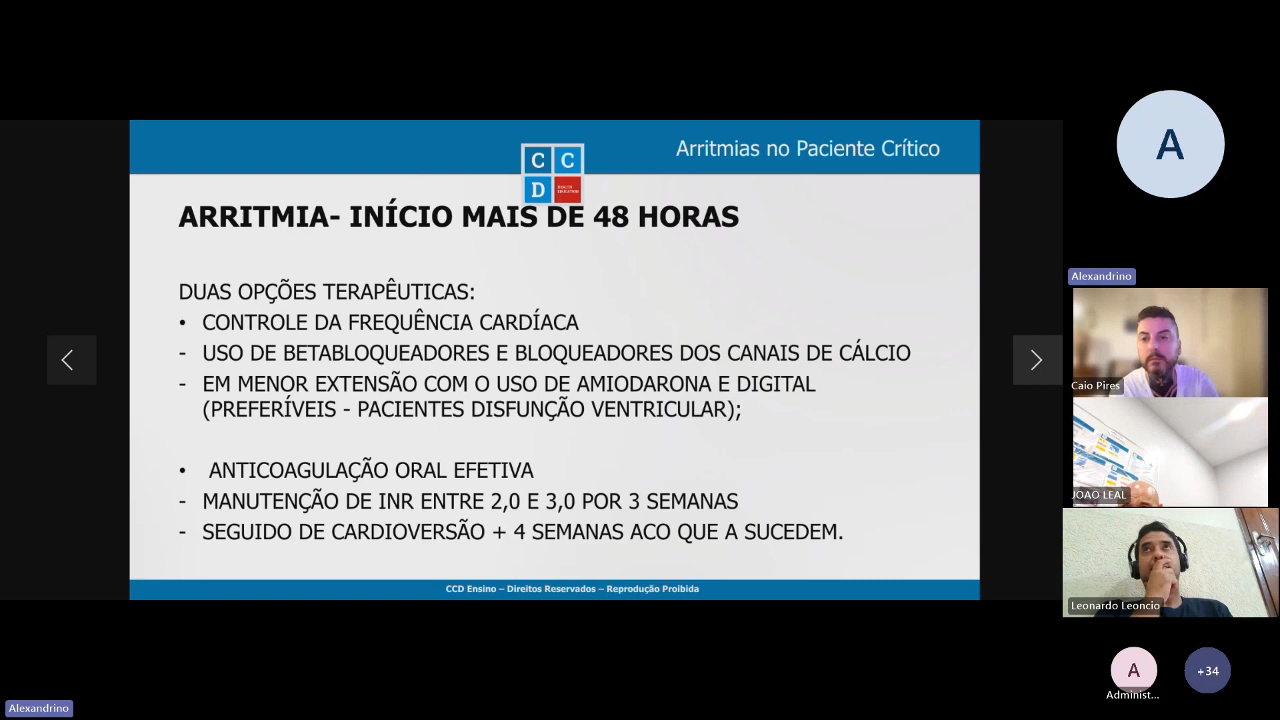 Arritmias no Paciente Crítico
C C
D HEALTH EDUCATION
ARRITMIA- INÍCIO MAIS DE 48 HORAS
DUAS OPÇÕES TERAPÊUTICAS:
• CONTROLE DA FREQUÊNCIA CARDÍACA
- USO DE BETABLOQUEADORES E BLOQUEADORES DOS CANAIS DE CÁLCIO
- EM MENOR EXTENSÃO COM O USO DE AMIODARONA E DIGITAL
(PREFERÍVEIS - PACIENTES DISFUNÇÃO VENTRICULAR);
• ANTICOAGULAÇÃO ORAL EFETIVA
- MANUTENÇÃO DE INR ENTRE 2,0 E 3,0 POR 3 SEMANAS
- SEGUIDO DE CARDIOVERSÃO + 4 SEMANAS ACO QUE A SUCEDEM.
CCD Ensino – Direitos Reservados – Reprodução Proibida
A
Alexandrino
Caio Pires
JOAO LEAL
Leonardo Leoncio
A
+34
Administ...
Alexandrino